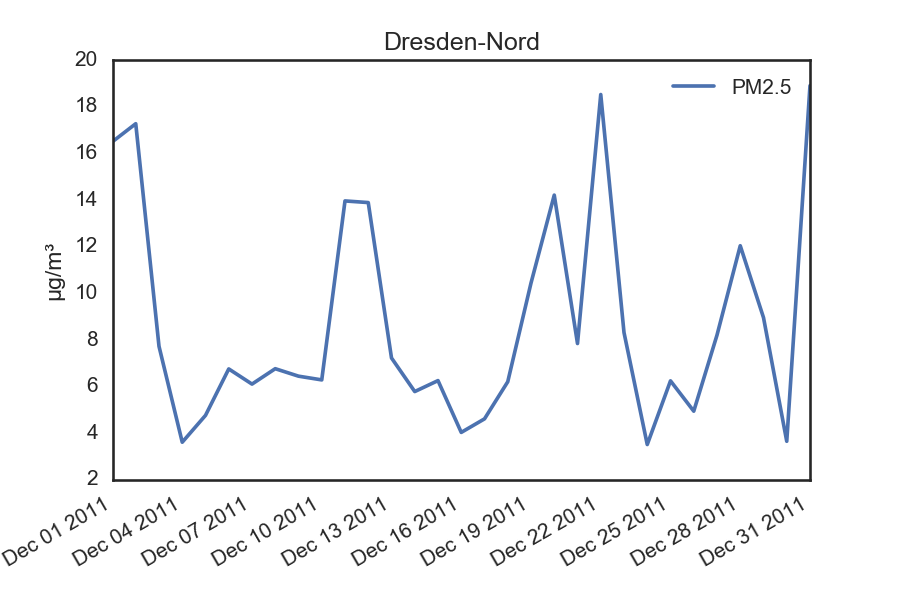 Dresden-Nord
20
18
16
14
12
10
8
6
4
2
µg/m³
PM2.5
Dec 01 2011
Dec 04 2011
Dec 07 2011
Dec 10 2011
Dec 13 2011
Dec 16 2011
Dec 19 2011
Dec 22 2011
Dec 25 2011
Dec 28 2011
Dec 31 2011